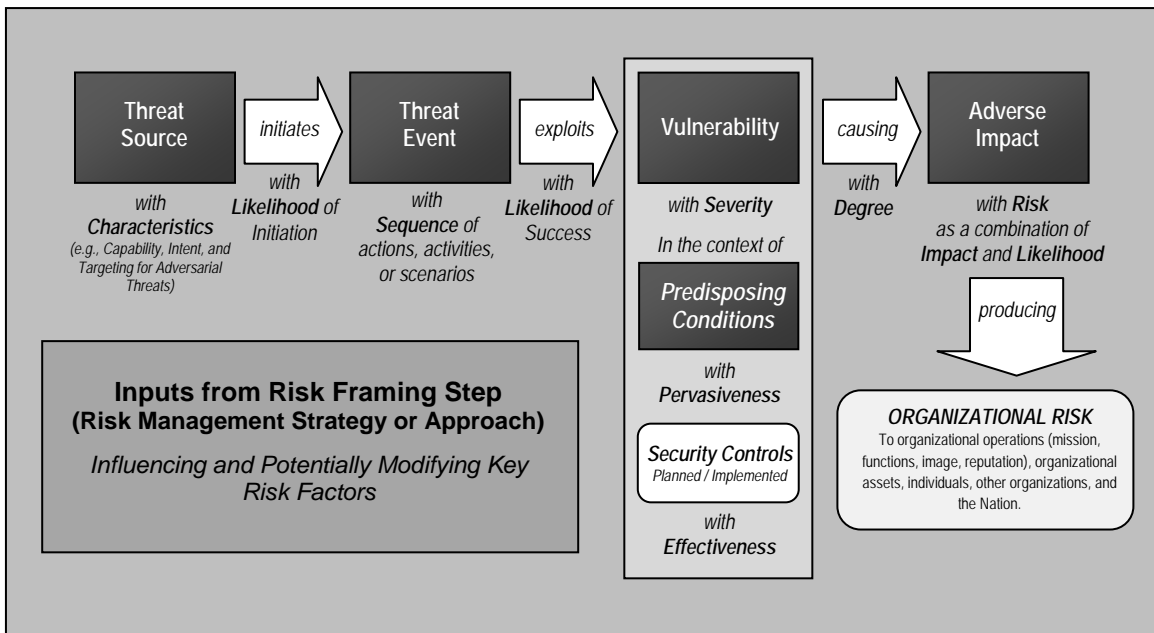 Threat
Source
initiates
Threat
Event
exploits
Vulnerability
causing
Adverse
Impact
with
Characteristics
(e.g., Capability, Intent, and
Targeting for Adversarial
Threats)
with
Likelihood of
Initiation
with
Sequence of
actions, activities,
or scenarios
with
Likelihood of
Success
with Severity
In the context of
Predisposing
Conditions
with
Pervasiveness
Security Controls
Planned / Implemented
with
Effectiveness
with
Degree
with Risk
as a combination of
Impact and Likelihood
producing
ORGANIZATIONAL RISK
To organizational operations (mission,
functions, image, reputation), organizational
assets, individuals, other organizations, and
the Nation.
Inputs from Risk Framing Step
(Risk Management Strategy or Approach)
Influencing and Potentially Modifying Key
Risk Factors